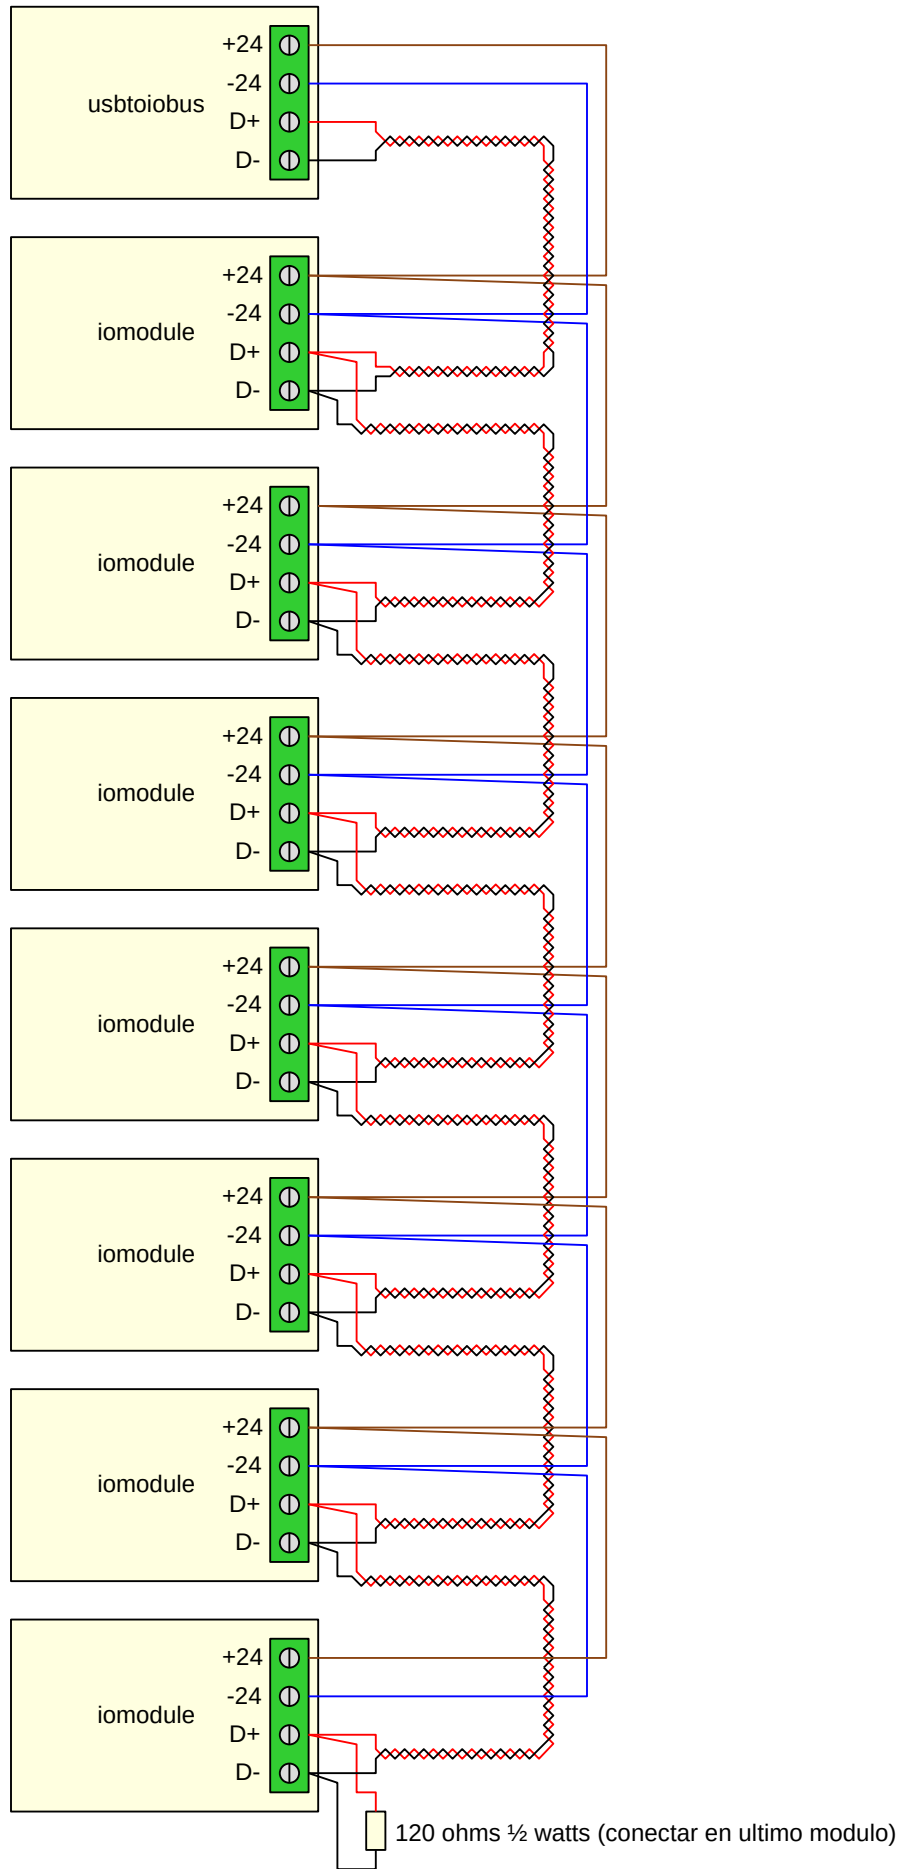 +24
-24
usbtoiobus
D+
D-
+24
-24
iomodule
D+
D-
+24
-24
iomodule
D+
D-
+24
-24
iomodule
D+
D-
+24
-24
iomodule
D+
D-
+24
-24
iomodule
D+
D-
+24
-24
iomodule
D+
D-
+24
-24
iomodule
D+
D-
120 ohms ½ watts (conectar en ultimo modulo)